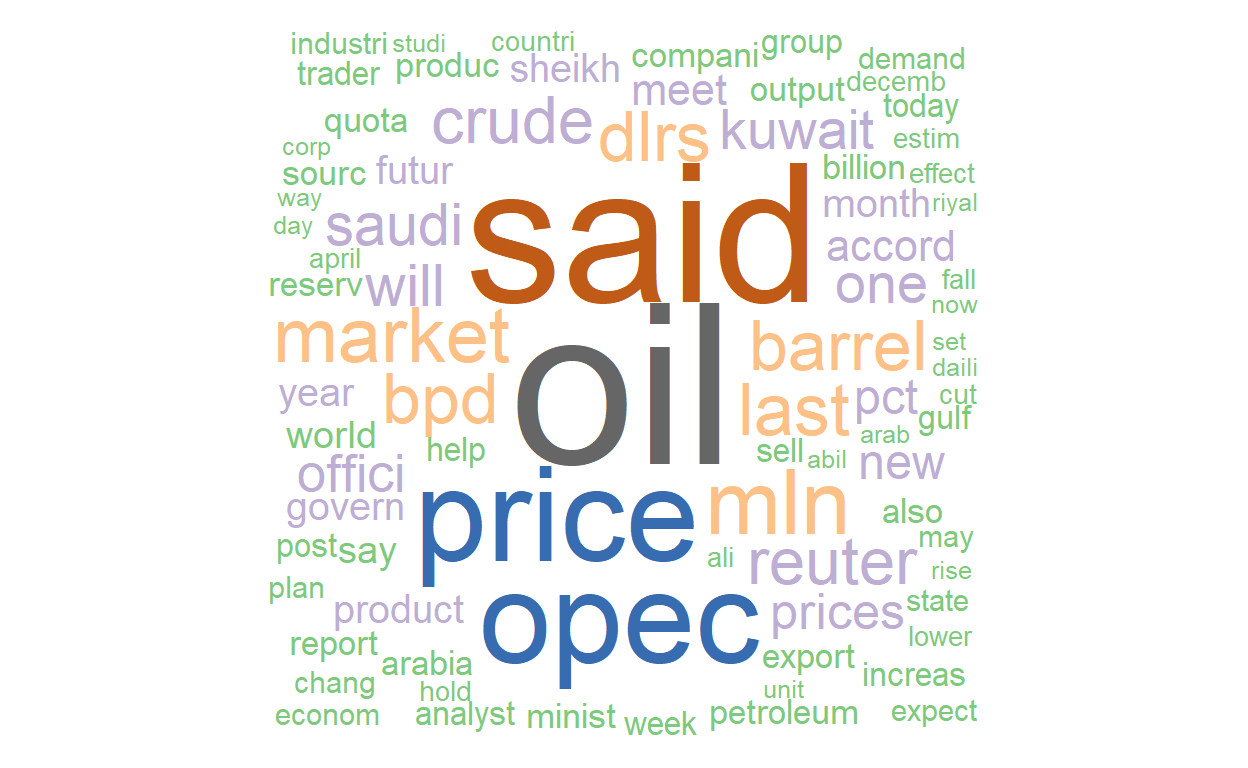 industri studi countri compani group demand
trader produc sheikh meet output decemb
quota crude dlrs kuwait today
corp estim
sourc futur said billion effect
way month riyal
day saudi accord
april
reserv will one fall
oil now
market barrel set
daili
year bpd last pct cut
gulf
world help sell abil arab new
offici
govern price mln also
post say ali reuter may
plan rise
product opec prices state
report lower
arabia export
chang hold unit increas
econom analyst minist week petroleum expect